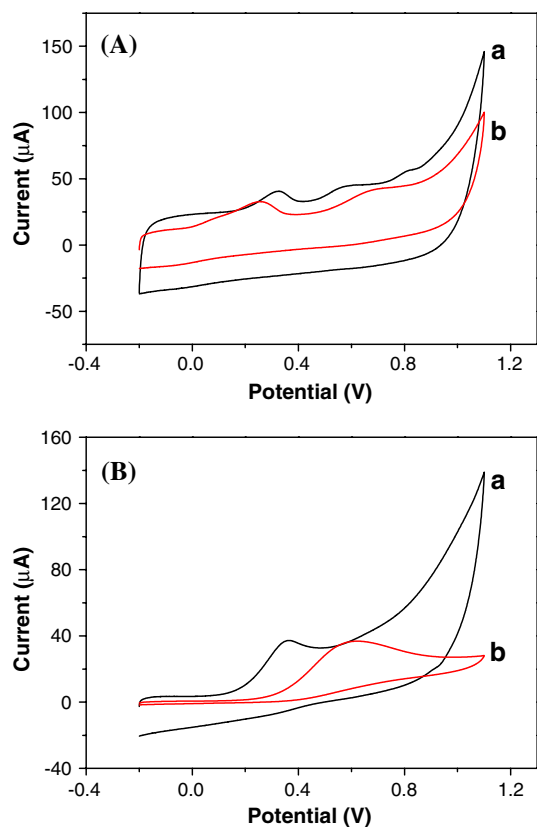 (A)
a
b
150
100
50
0
-50
Current (μA)
-0.4
0.0
0.4
0.8
1.2
Potential (V)
(B)
a
b
160
120
80
40
0
-40
Current (μA)
-0.4
0.0
0.4
0.8
1.2
Potential (V)